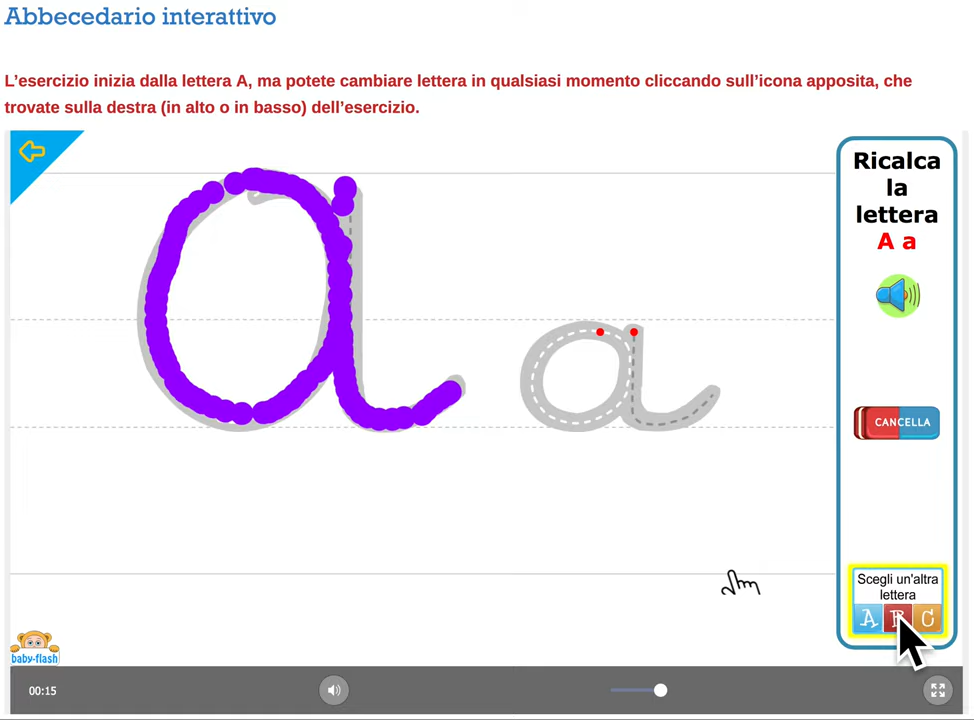 Abbecedario interattivo
L’esercizio inizia dalla lettera A, ma potete cambiare lettera in qualsiasi momento cliccando sull’icona apposita, che
trovate sulla destra (in alto o in basso) dell’esercizio.
a a
Ricalca
la
lettera
A a
CANCELLA
Scegli un'altra
lettera
A B C
baby-flash
00:15